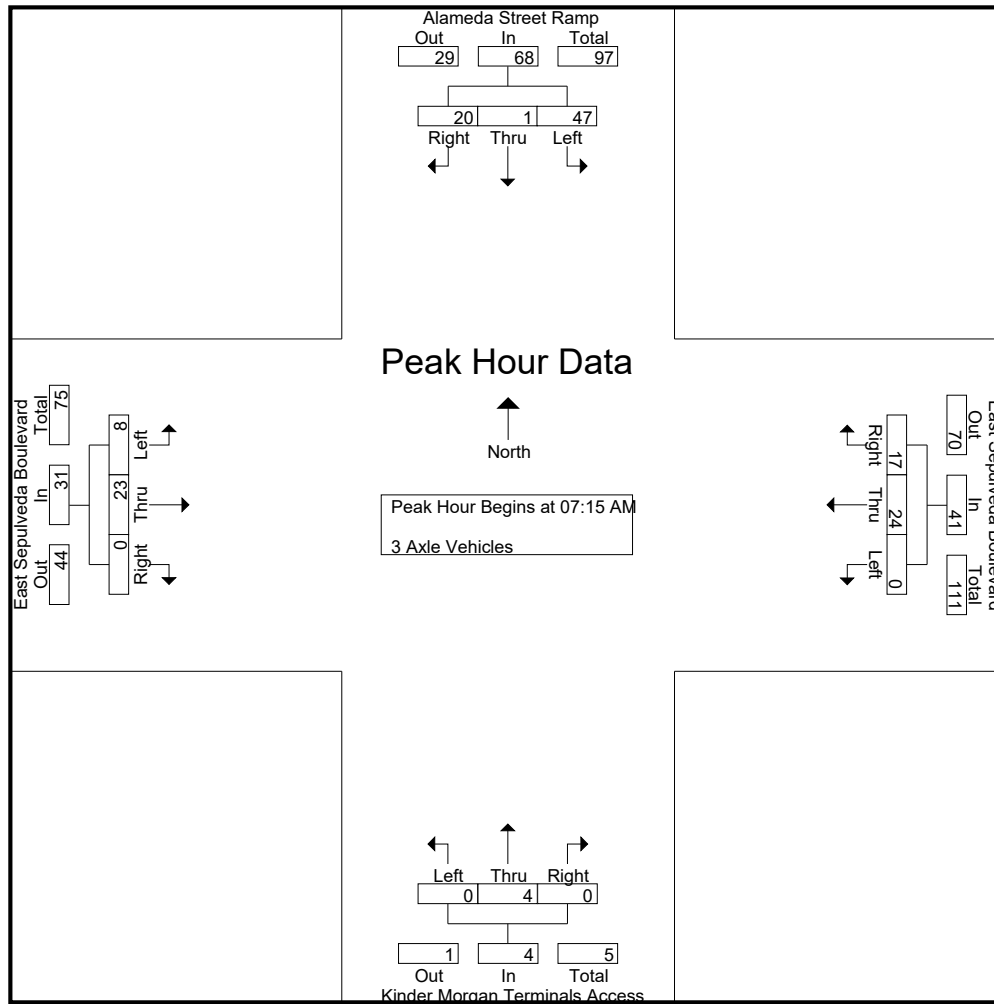 Alameda Street Ramp
Out In Total
29 68 97
20 1 47
Right Thru Left
Peak Hour Data
North
Peak Hour Begins at 07:15 AM
3 Axle Vehicles
East Sepulveda Boulevard
Total In Out
75 31 44
8 23 0
Left Thru Right
Right Thru Left
17 24 0
70 41 111
Out In Total
East Sepulveda Boulevard
Left Thru Right
0 4 0
1 4 5
Out In Total
Kinder Morgan Terminals Access